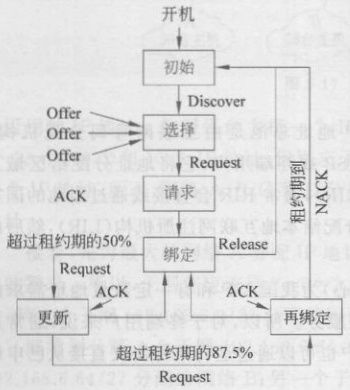 开机
初始
Discover
Offer
Offer
Offer
选择
Request
ACK
请求
租约期到
NACK
超过租约期的50%
绑定
Release
Request
ACK
ACK
更新
再绑定
超过租约期的87.5%
Request